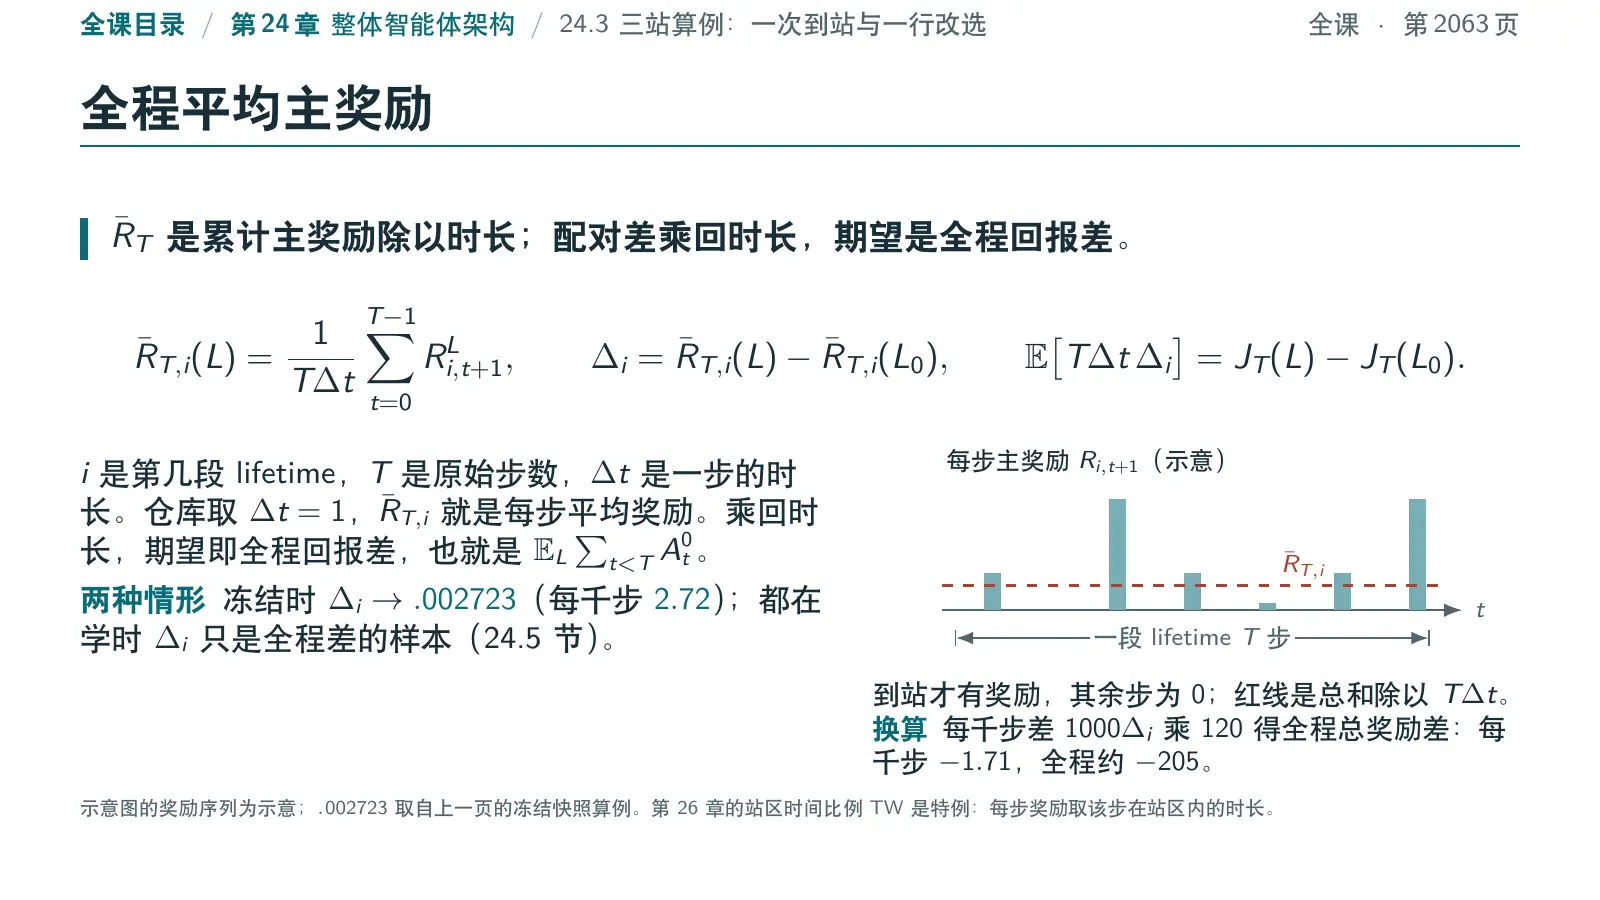 全课目录 / 第 24 章 整体智能体架构 / 24.3 三站算例：一次到站与一行改选
全课 · 第 2063 页
全程平均主奖励
R̄_T 是累计主奖励除以时长；配对差乘回时长，期望是全程回报差。
R̄_{T,i}(L) = \frac{1}{TΔt} \sum_{t=0}^{T−1} R^L_{i,t+1}, Δ_i = R̄_{T,i}(L) − R̄_{T,i}(L_0), 𝔼[TΔt Δ_i] = J_T(L) − J_T(L_0).
i 是第几段 lifetime，T 是原始步数，Δt 是一步的时
长。仓库取 Δt = 1，R̄_{T,i} 就是每步平均奖励。乘回时
长，期望即全程回报差，也就是 𝔼_L ∑_{t<T} A^0_t。
两种情形 冻结时 Δ_i → .002723（每千步 2.72）；都在
学时 Δ_i 只是全程差的样本（24.5 节）。
每步主奖励 R_{i,t+1}（示意）
R̄_{T,i}
t
一段 lifetime T 步
到站才有奖励，其余步为 0；红线是总和除以 TΔt。
换算 每千步差 1000Δ_i 乘 120 得全程总奖励差：每
千步 −1.71，全程约 −205。
示意图的奖励序列为示意；.002723 取自上一页的冻结快照算例。第 26 章的站区时间比例 TW 是特例：每步奖励取该步在站区内的时长。